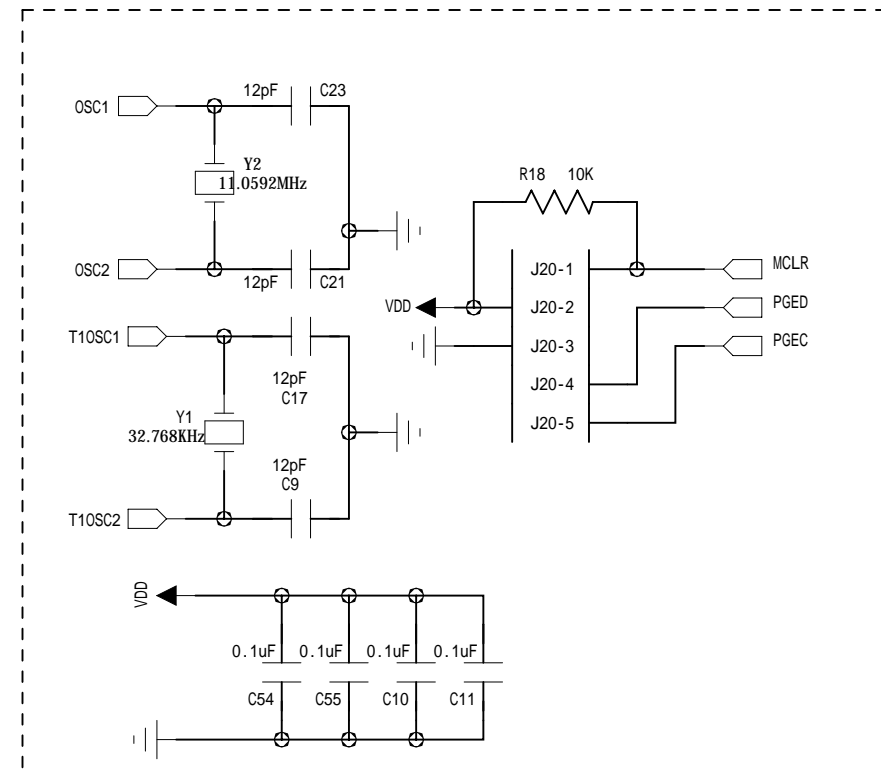 OSC1
12pF C23
Y2
11.0592MHz
OSC2
12pF C21
R18 10K
J20-1
MCLR
VDD
J20-2
PGED
J20-3
PGEC
J20-4
J20-5
T1OSC1
12pF
C17
Y1
32.768KHz
12pF
C9
T1OSC2
VDD
0.1uF 0.1uF 0.1uF 0.1uF
C54 C55 C10 C11